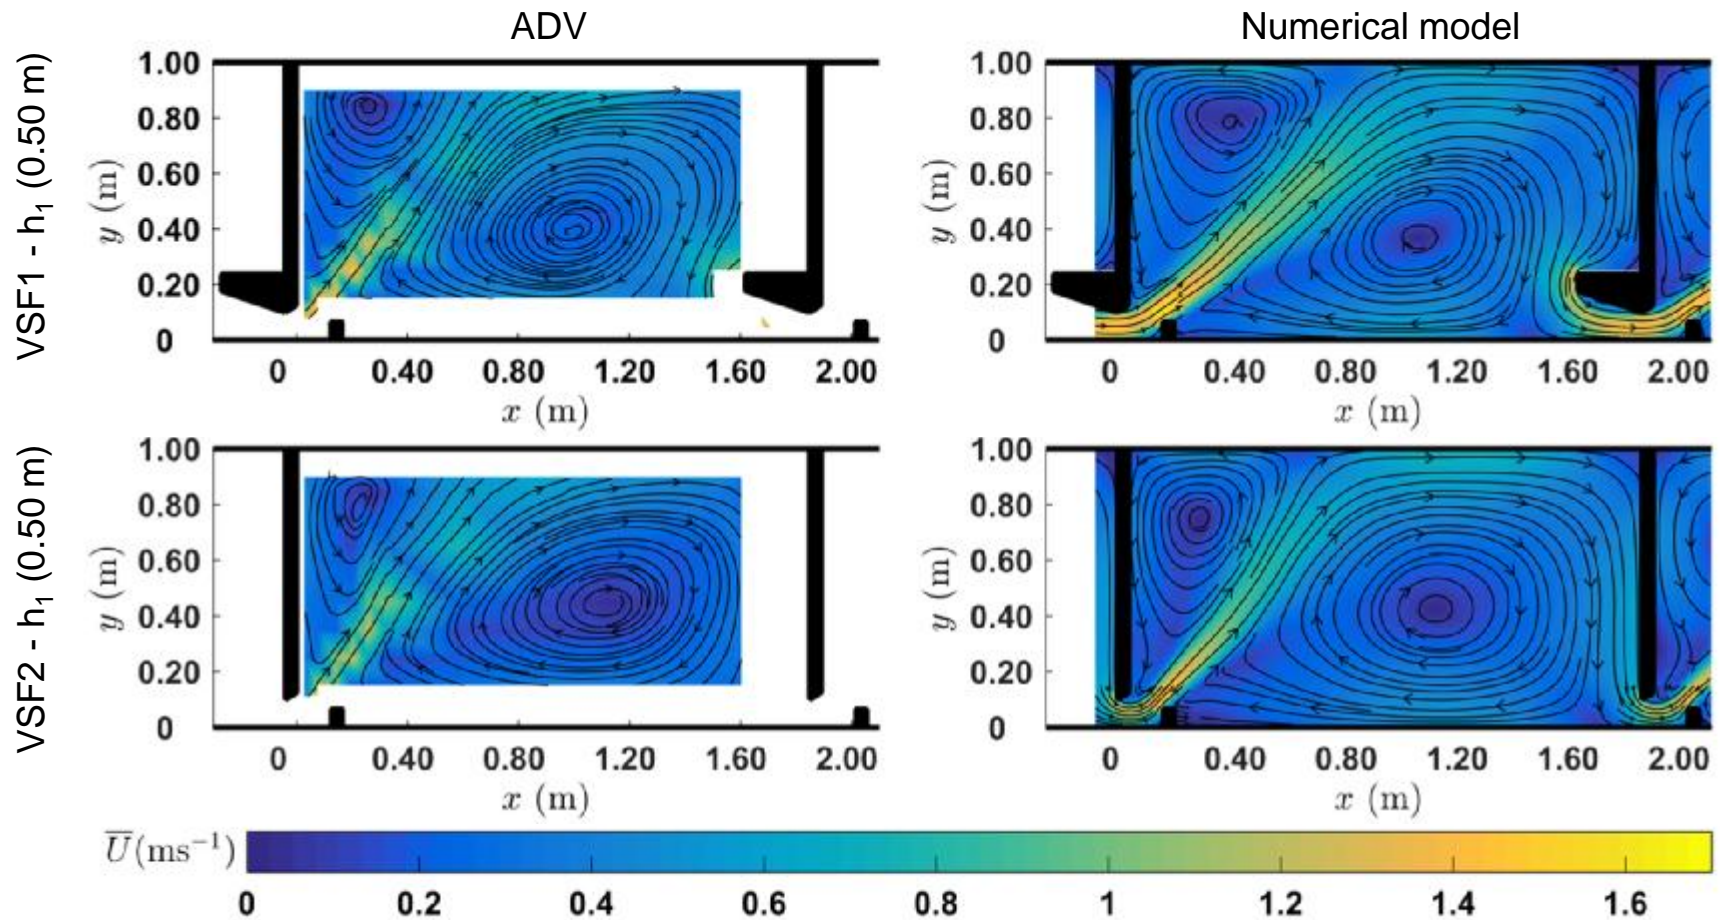 ADV
Numerical model
VSF1 - h₁ (0.50 m)
y (m)
1.00
0.80
0.60
0.40
0.20
0
0 0.40 0.80 1.20 1.60 2.00
x (m)
y (m)
1.00
0.80
0.60
0.40
0.20
0
0 0.40 0.80 1.20 1.60 2.00
x (m)
VSF2 - h₁ (0.50 m)
y (m)
1.00
0.80
0.60
0.40
0.20
0
0 0.40 0.80 1.20 1.60 2.00
x (m)
y (m)
1.00
0.80
0.60
0.40
0.20
0
0 0.40 0.80 1.20 1.60 2.00
x (m)
U̅(ms⁻¹)
0 0.2 0.4 0.6 0.8 1 1.2 1.4 1.6